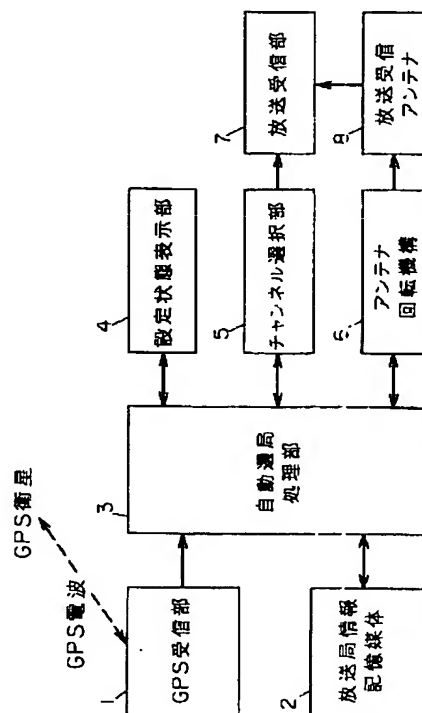 GPS衛星
GPS電波
1
GPS受信部
2
放送局情報
記憶媒体
3
自動選局
処理部
4
設定状態表示部
5
チャンネル選択部
6
アンテナ
回転機構
7
放送受信部
8
放送受信
アンテナ